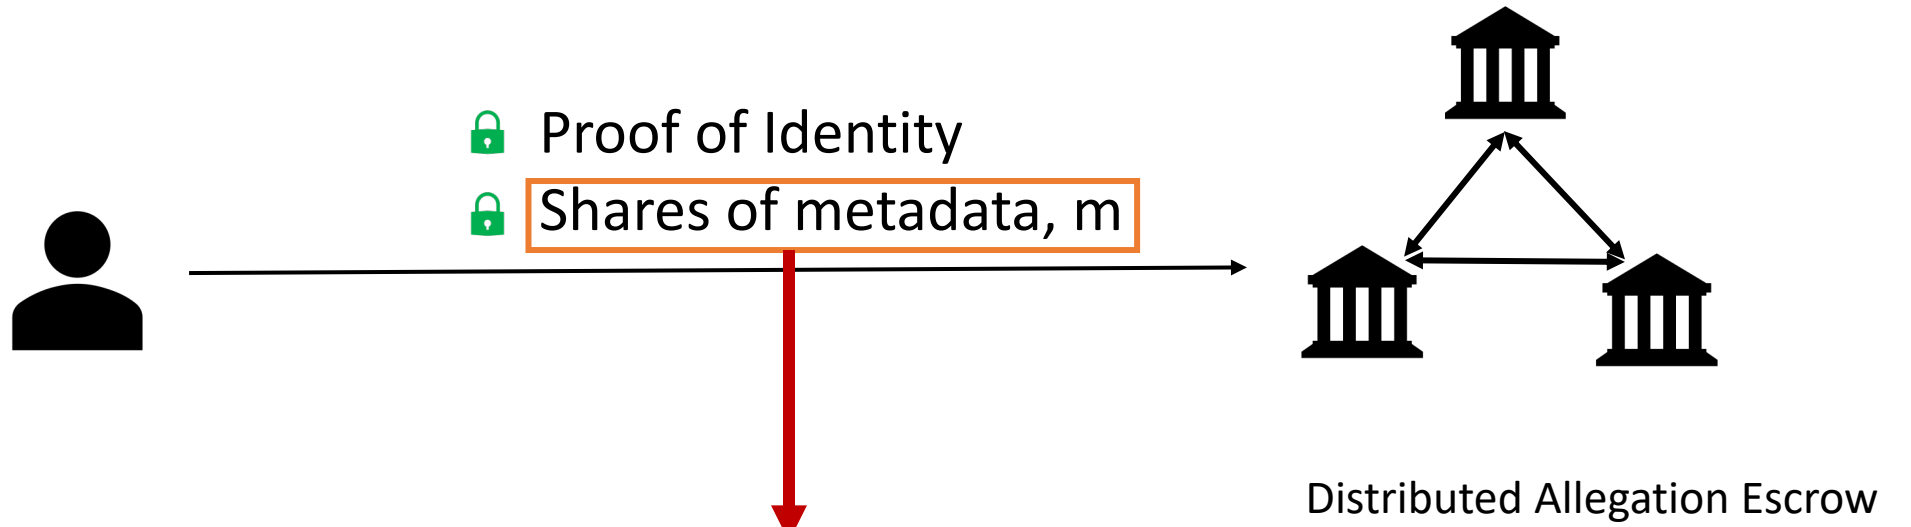 Proof of Identity
Shares of metadata, m
Distributed Allegation Escrow